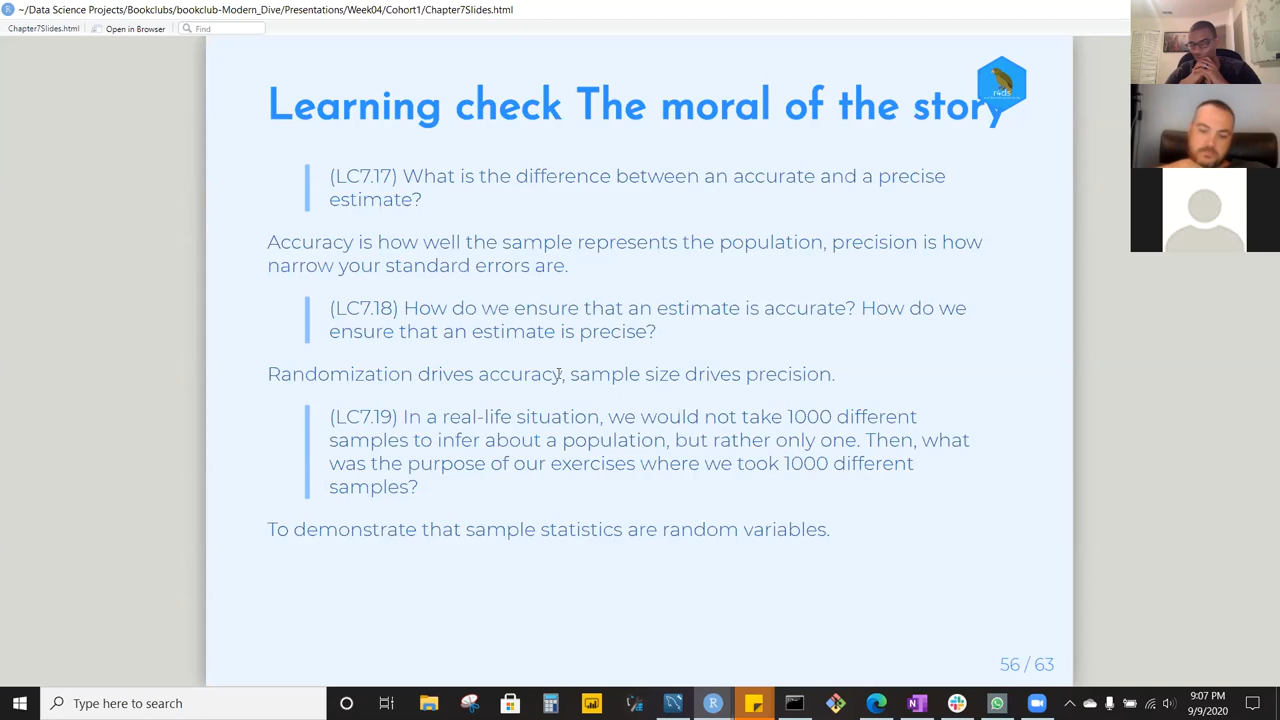 ~/Data Science Projects/Bookclubs/bookclub-Modern_Dive/Presentations/Week04/Cohort1/Chapter7Slides.html
Chapter7Slides.html
Open in Browser
Find
Learning check The moral of the story
r4ds
(LC7.17) What is the difference between an accurate and a precise
estimate?
Accuracy is how well the sample represents the population, precision is how
narrow your standard errors are.
(LC7.18) How do we ensure that an estimate is accurate? How do we
ensure that an estimate is precise?
Randomization drives accuracy, sample size drives precision.
(LC7.19) In a real-life situation, we would not take 1000 different
samples to infer about a population, but rather only one. Then, what
was the purpose of our exercises where we took 1000 different
samples?
To demonstrate that sample statistics are random variables.
56 / 63
Type here to search
9:07 PM
9/9/2020